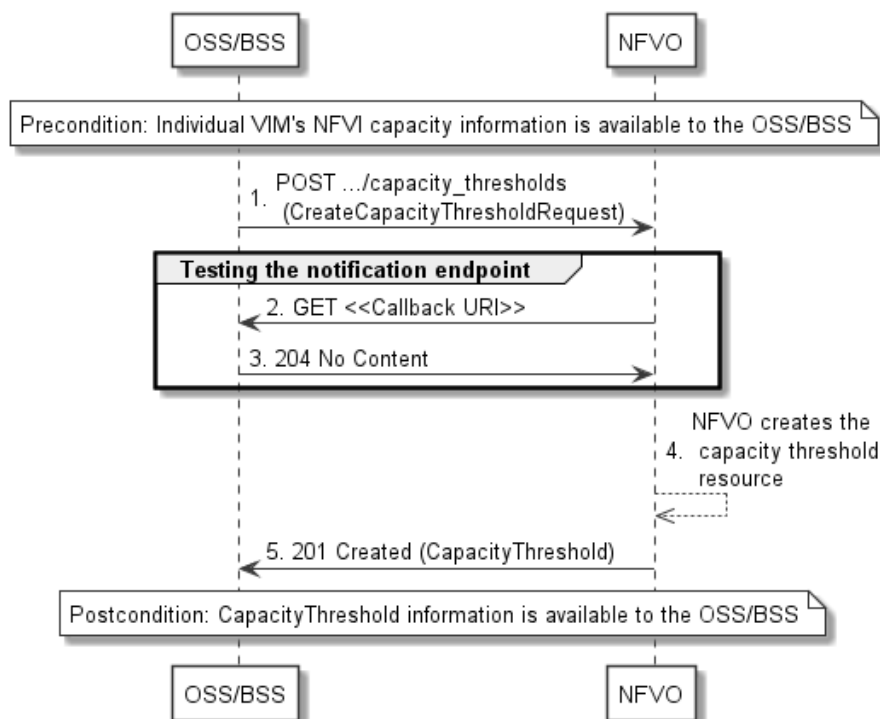 OSS/BSS NFVO
Precondition: Individual VIM's NFVI capacity information is available to the OSS/BSS
1. POST .../capacity_thresholds
(CreateCapacityThresholdRequest)
Testing the notification endpoint
2. GET <<Callback URI>>
3. 204 No Content
NFVO creates the
4. capacity threshold
resource
5. 201 Created (CapacityThreshold)
Postcondition: CapacityThreshold information is available to the OSS/BSS
OSS/BSS NFVO